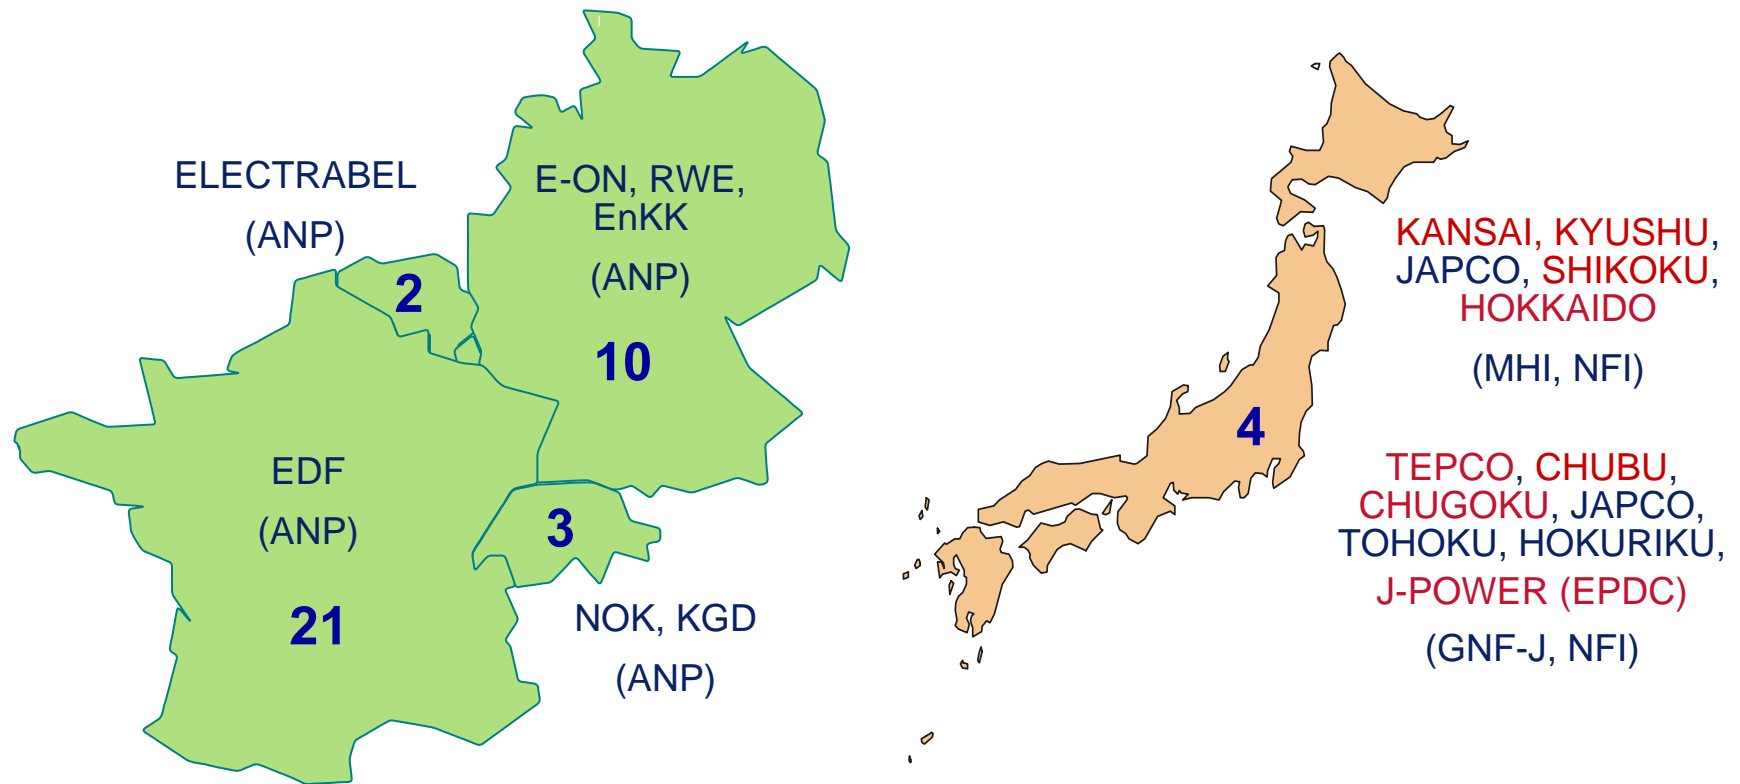 ELECTRABEL
(ANP)
2
E-ON, RWE,
EnKK
(ANP)
10
EDF
(ANP)
21
3
NOK, KGD
(ANP)
4
KANSAI, KYUSHU,
JAPCO, SHIKOKU,
HOKKAIDO
(MHI, NFI)
TEPCO, CHUBU,
CHUGOKU, JAPCO,
TOHOKU, HOKURIKU,
J-POWER (EPDC)
(GNF-J, NFI)